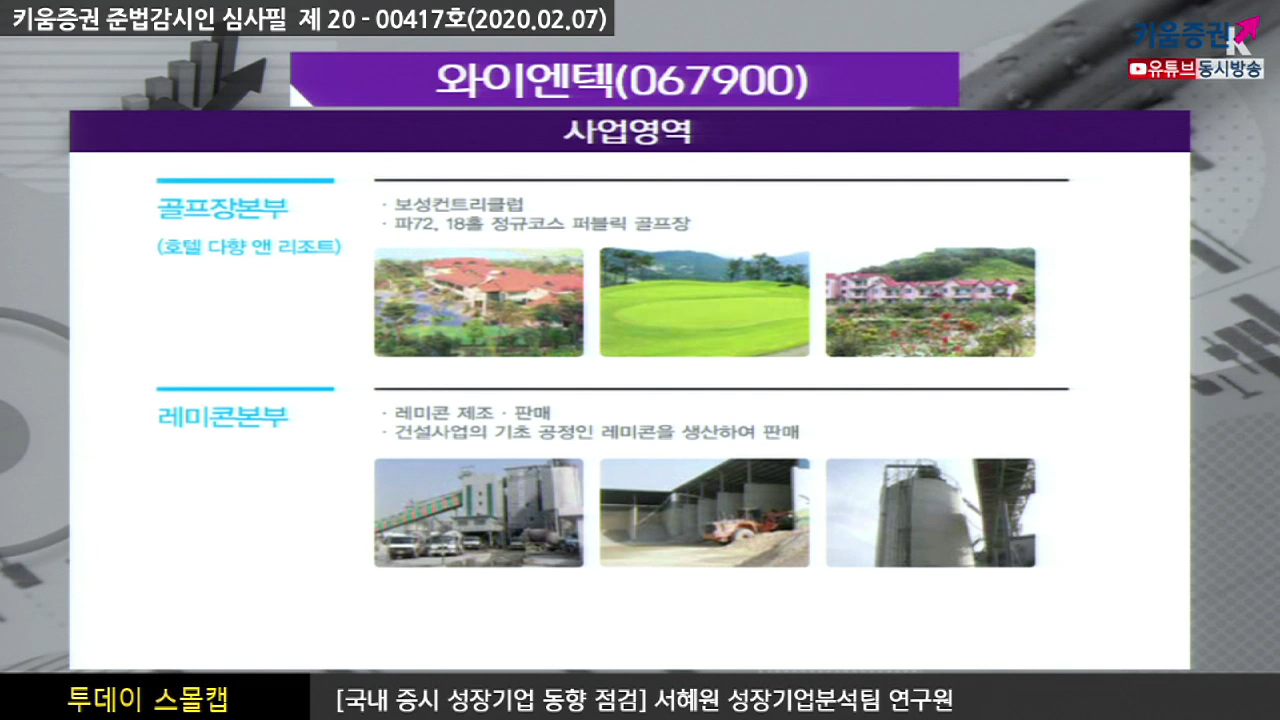 키움증권 준법감시인 심사필 제 20 - 00417호(2020.02.07)
키움증권
유튜브 동시방송
와이엔텍(067900)
사업영역
골프장본부
(호텔 다향 앤 리조트)
· 보성컨트리클럽
· 파72, 18홀 정규코스 퍼블릭 골프장
레미콘본부
· 레미콘 제조 · 판매
· 건설사업의 기초 공정인 레미콘을 생산하여 판매
투데이 스몰캡
[국내 증시 성장기업 동향 점검] 서혜원 성장기업분석팀 연구원